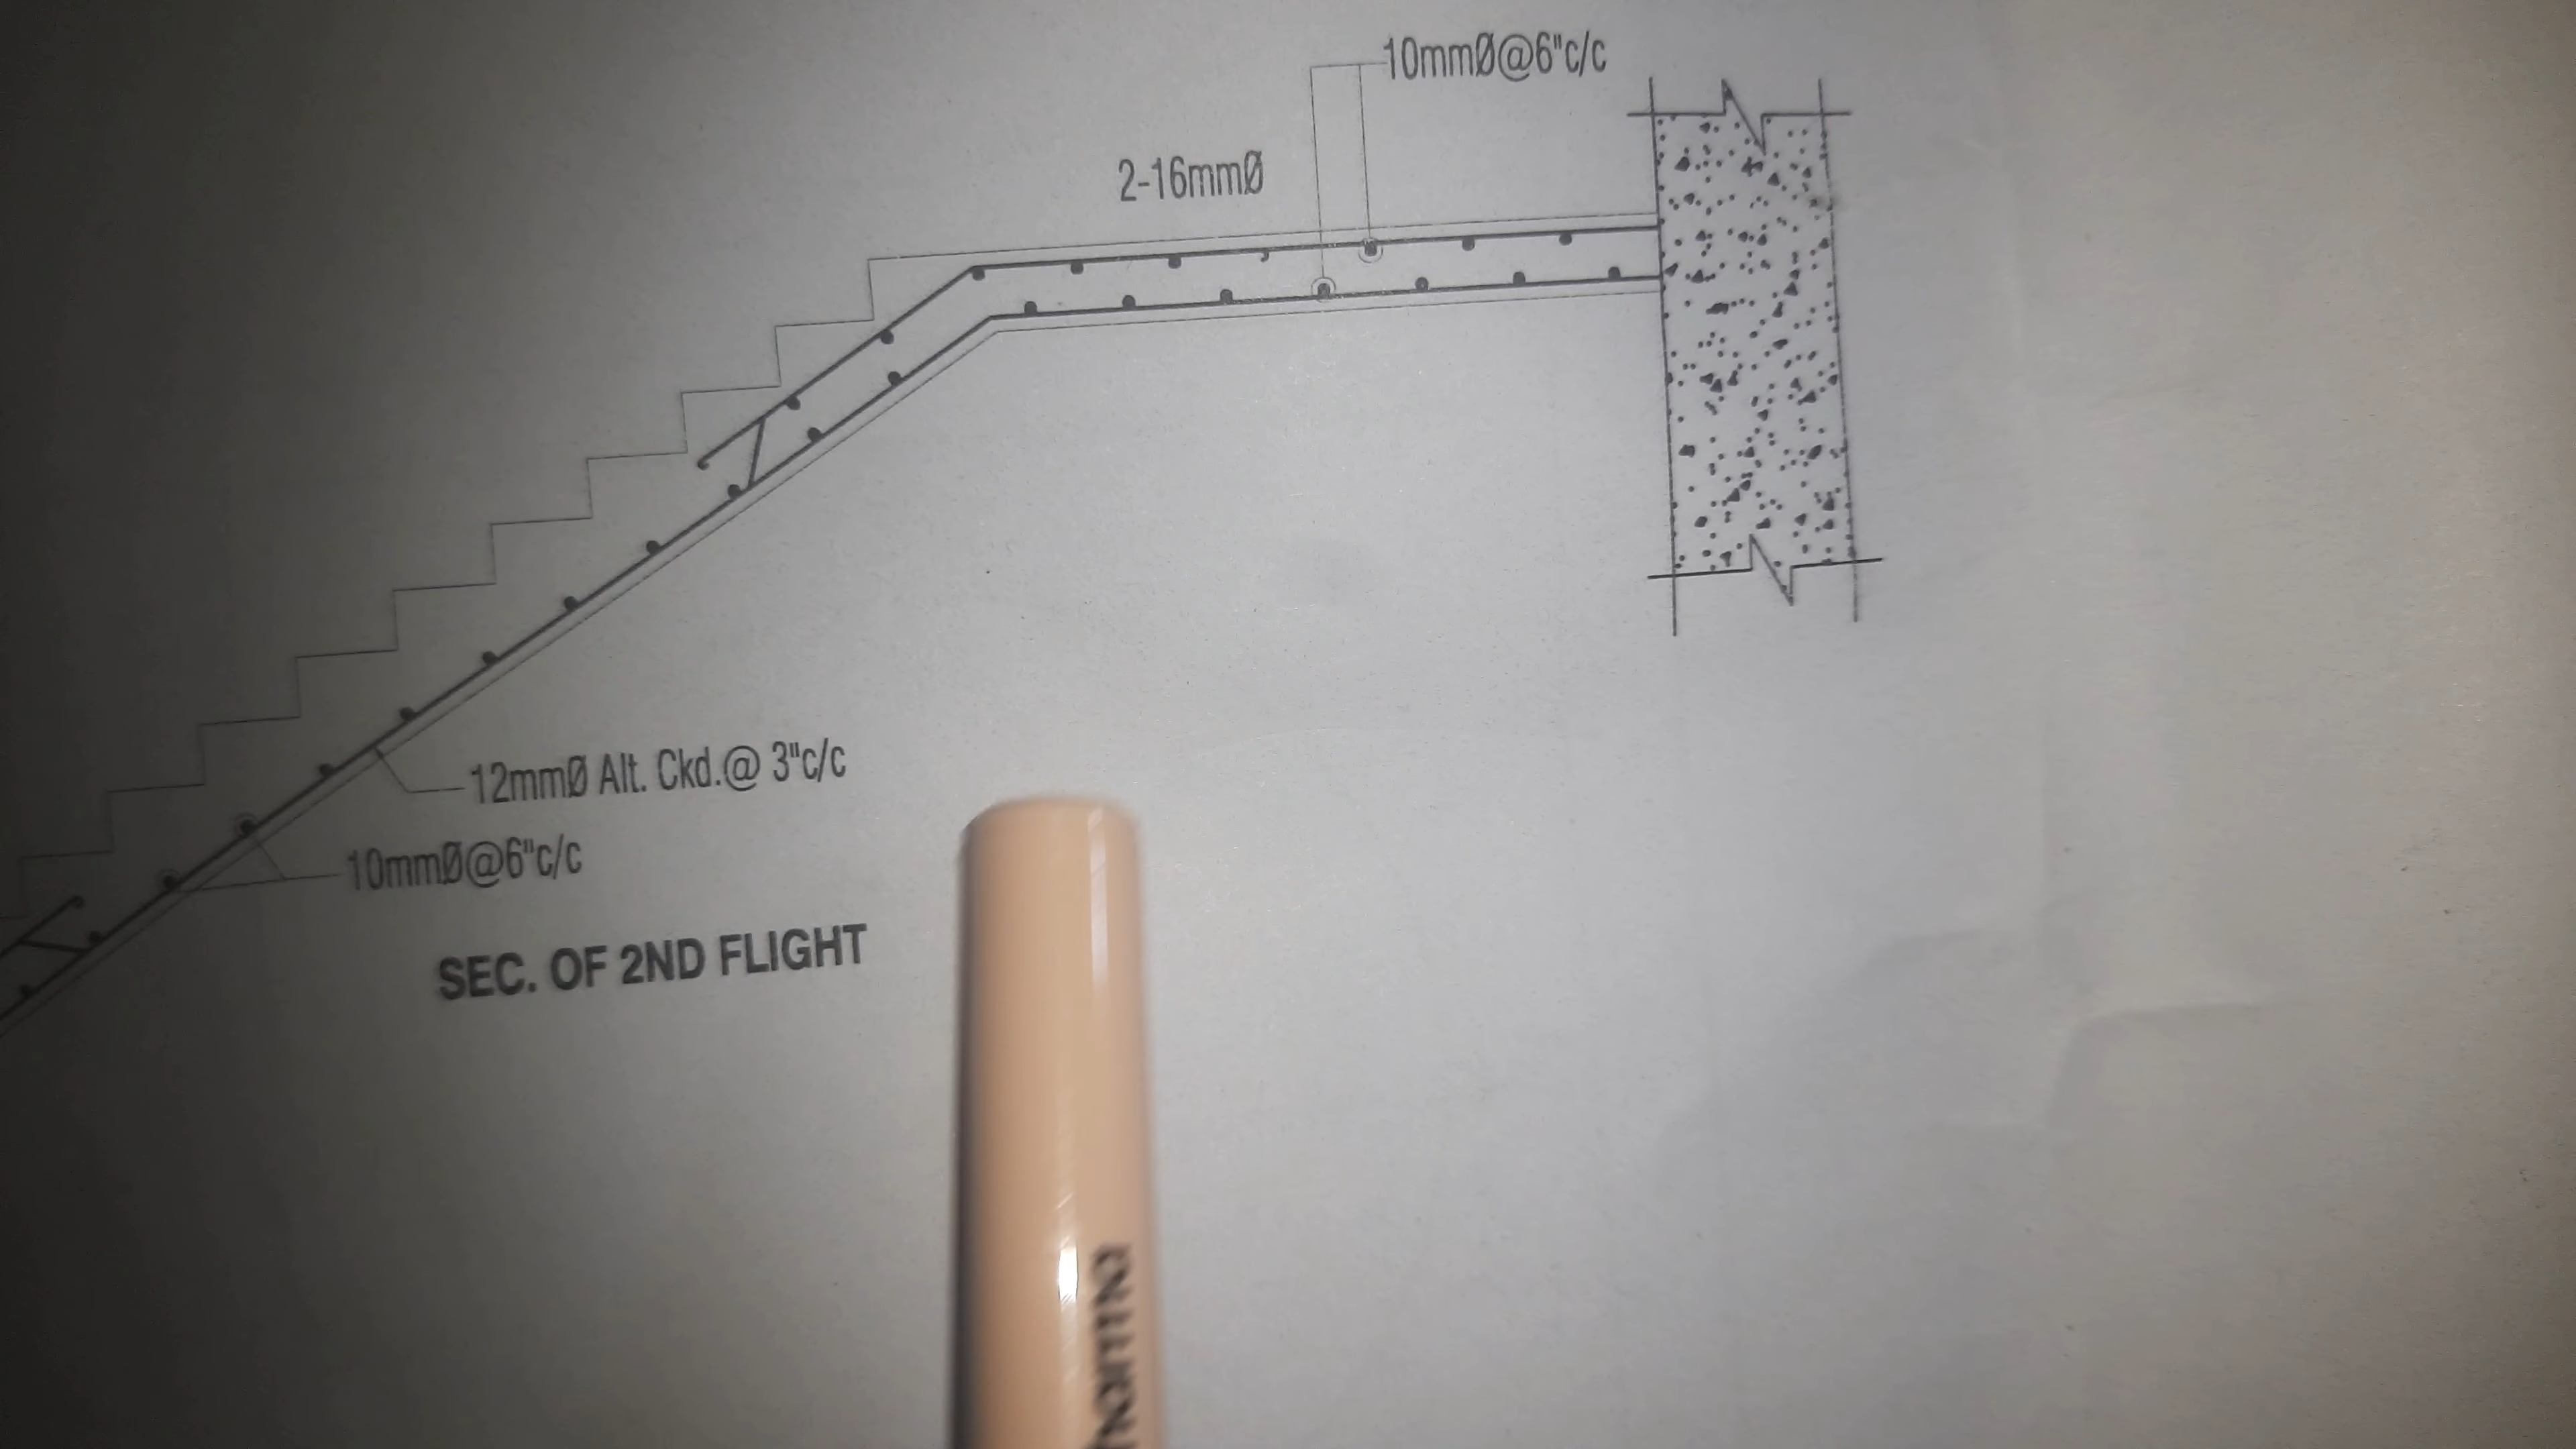 10mmØ@6"c/c
2-16mmØ
12mmØ Alt. Ckd.@ 3"c/c
10mmØ@6"c/c
SEC. OF 2ND FLIGHT